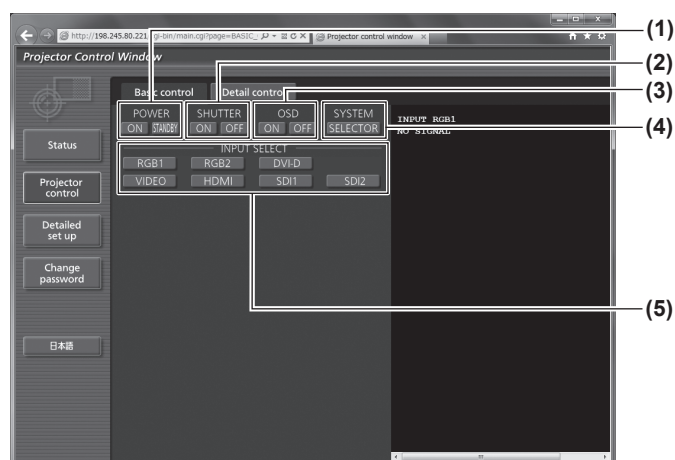 http://198.245.80.221/ gi-bin/main.cgi?page=BASIC_
Projector control window
Projector Control Window
Basic control
Detail control
POWER
ON STANDBY
SHUTTER
ON OFF
OSD
ON OFF
SYSTEM
SELECTOR
INPUT SELECT
RGB1 RGB2 DVI-D
VIDEO HDMI SDI1 SDI2
INPUT RGB1
NO SIGNAL
Status
Projector
control
Detailed
set up
Change
password
日本語
(1)
(2)
(3)
(4)
(5)